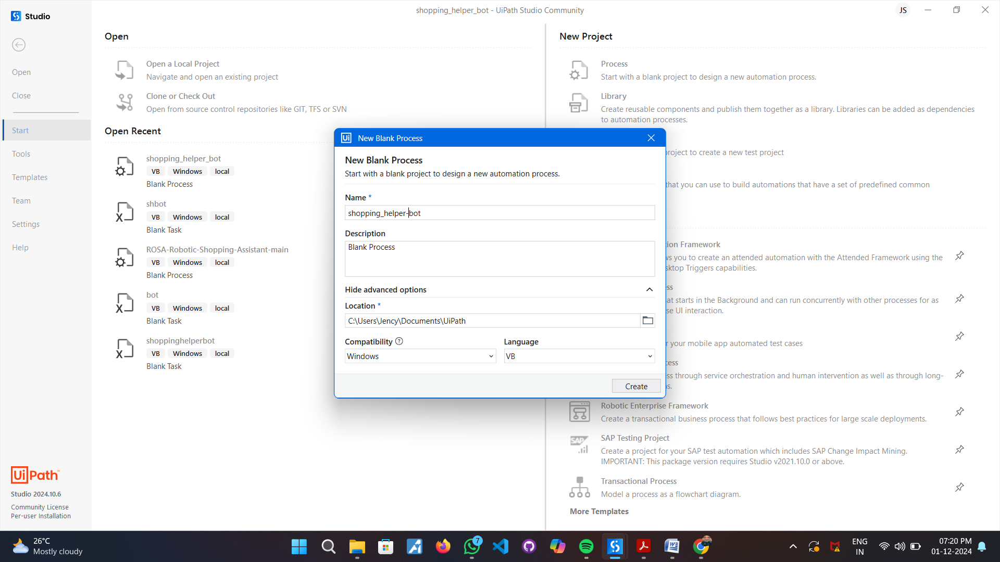 shopping_helper_bot - UiPath Studio Community
JS
Studio
Open
Close
Start
Tools
Templates
Team
Settings
Help
UiPath
Studio 2024.10.6
Community License
Per-user Installation
Open
Open a Local Project
Navigate and open an existing project
Clone or Check Out
Open from source control repositories like GIT, TFS or SVN
Open Recent
shopping_helper_bot
VB Windows local
Blank Process
shbot
VB Windows local
Blank Task
ROSA-Robotic-Shopping-Assistant-main
VB Windows local
Blank Process
bot
VB Windows local
Blank Task
shoppinghelperbot
VB Windows local
Blank Task
Ui New Blank Process
New Blank Process
Start with a blank project to design a new automation process.
Name *
shopping_helper-bot
Description
Blank Process
Hide advanced options
Location *
C:\Users\Jency\Documents\UiPath
Compatibility ? Language
Windows VB
Create
New Project
Process
Start with a blank project to design a new automation process.
Library
Create reusable components and publish them together as a library. Libraries can be added as dependencies
to automation processes.
project to create a new test project
that you can use to build automations that have a set of predefined common
Framework
you to create an attended automation with the Attended Framework using the
Triggers capabilities.
at starts in the Background and can run concurrently with other processes for as
UI interaction.
your mobile app automated test cases
through service orchestration and human intervention as well as through long-
Robotic Enterprise Framework
Create a transactional business process that follows best practices for large scale deployments.
SAP
SAP Testing Project
Create a project for your SAP test automation which includes SAP Change Impact Mining.
IMPORTANT: This package version requires Studio v2021.10.0 or above.
Transactional Process
Model a process as a flowchart diagram.
More Templates
26°C
Mostly cloudy
7
ENG
IN
07:20 PM
01-12-2024